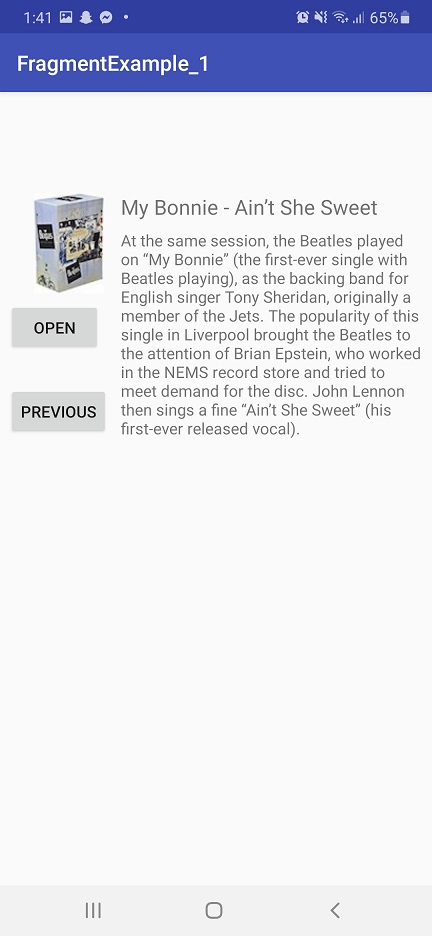 1:41
65%
FragmentExample_1
My Bonnie - Ain’t She Sweet
At the same session, the Beatles played
on “My Bonnie” (the first-ever single with
Beatles playing), as the backing band for
English singer Tony Sheridan, originally a
member of the Jets. The popularity of this
single in Liverpool brought the Beatles to
the attention of Brian Epstein, who worked
in the NEMS record store and tried to
meet demand for the disc. John Lennon
then sings a fine “Ain’t She Sweet” (his
first-ever released vocal).
OPEN
PREVIOUS